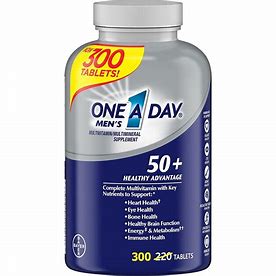 NOW
300
TABLETS!
ONE A DAY®
1
MEN'S
MULTIVITAMIN/MULTIMINERAL
SUPPLEMENT
50+
HEALTHY ADVANTAGE
Complete Multivitamin with Key
Nutrients to Support:
• Heart Health†
• Eye Health
• Bone Health
• Healthy Brain Function
• Energy‡ & Metabolism††
• Immune Health
BAYER
300 220 TABLETS